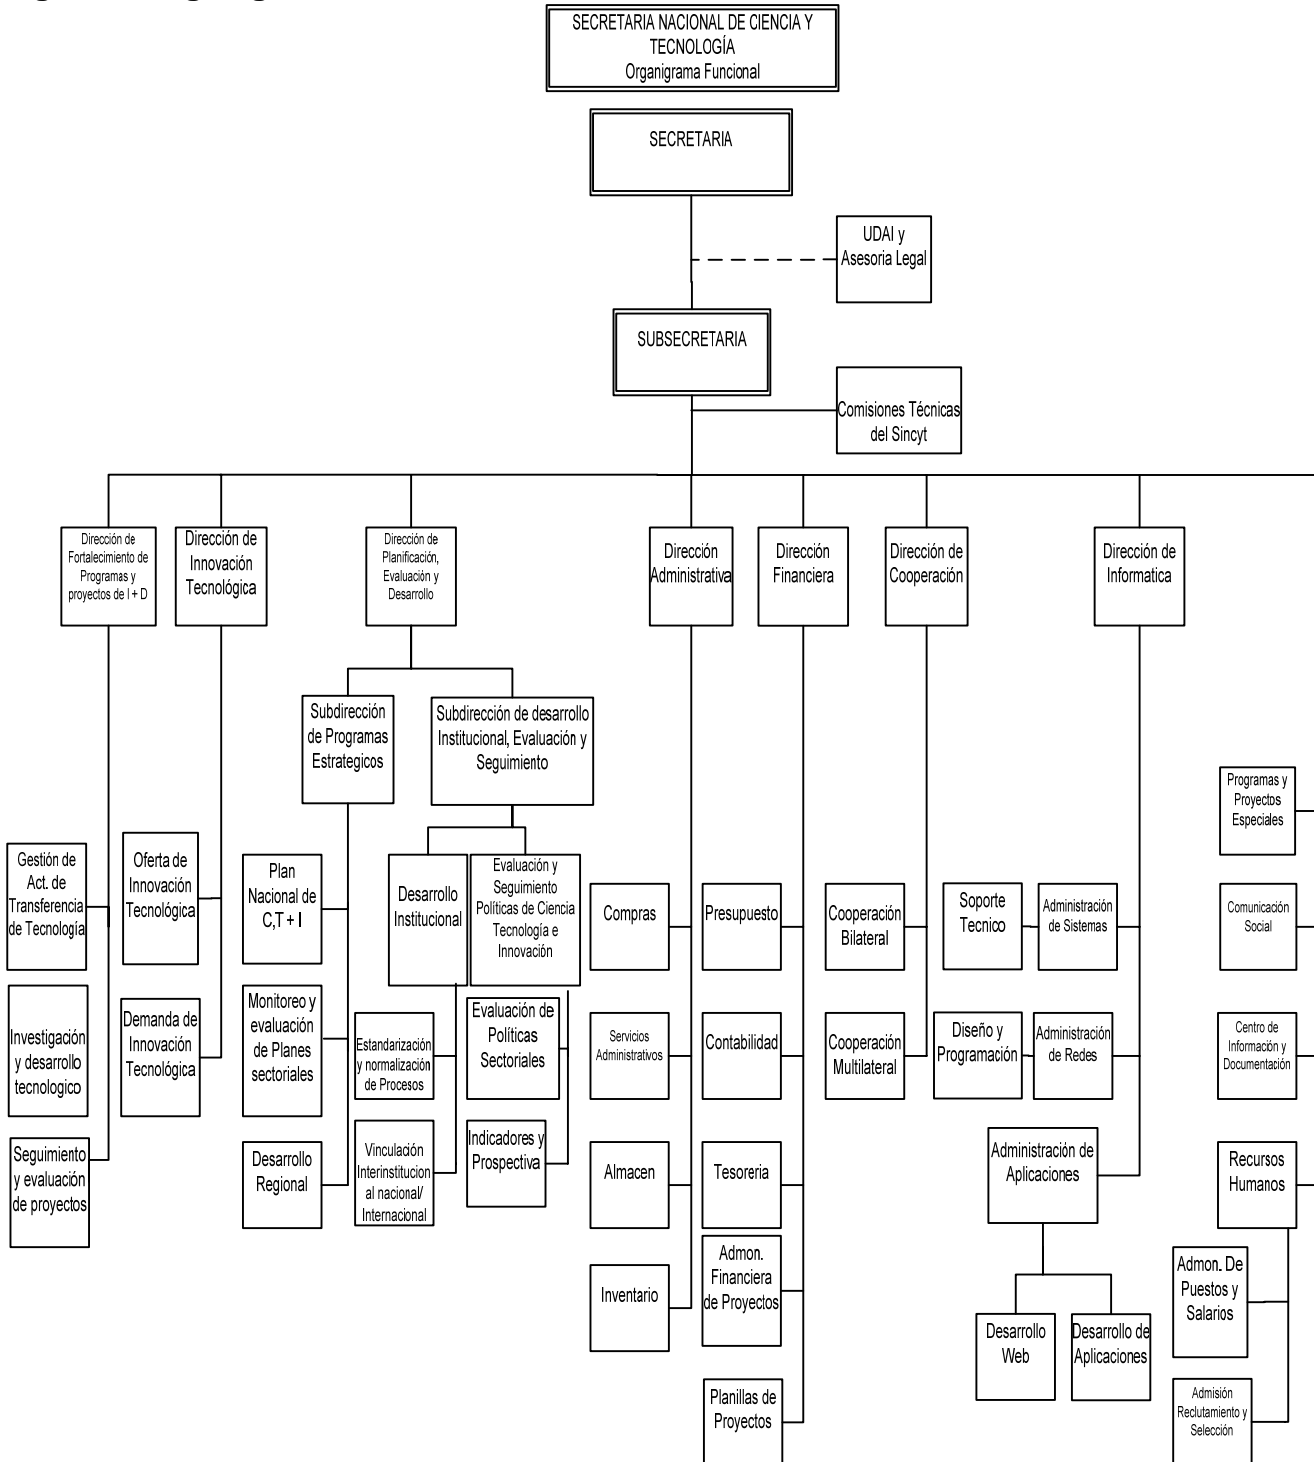 SECRETARIA NACIONAL DE CIENCIA Y
TECNOLOGÍA
Organigrama Funcional
SECRETARIA
UDAI y
Asesoria Legal
SUBSECRETARIA
Comisiones Técnicas
del Sincyt
Dirección de
Fortalecimiento de
Programas y
proyectos de I + D
Dirección de
Innovación
Tecnológica
Dirección de
Planificación,
Evaluación y
Desarrollo
Dirección
Administrativa
Dirección
Financiera
Dirección de
Cooperación
Dirección de
Informatica
Subdirección
de Programas
Estrategicos
Subdirección de desarrollo
Institucional, Evaluación y
Seguimiento
Programas y
Proyectos
Especiales
Gestión de
Act. de
Transferencia
de Tecnología
Oferta de
Innovación
Tecnológica
Plan
Nacional de
C,T + I
Desarrollo
Institucional
Evaluación y
Seguimiento
Políticas de Ciencia
Tecnología e
Innovación
Compras
Presupuesto
Cooperación
Bilateral
Soporte
Tecnico
Administración
de Sistemas
Comunicación
Social
Investigación
y desarrollo
tecnologico
Demanda de
Innovación
Tecnológica
Monitoreo y
evaluación
de Planes
sectoriales
Estandarización
y normalización
de Procesos
Evaluación de
Políticas
Sectoriales
Servicios
Administrativos
Contabilidad
Cooperación
Multilateral
Diseño y
Programación
Administración
de Redes
Centro de
Información y
Documentación
Seguimiento
y evaluación
de proyectos
Desarrollo
Regional
Vinculación
Interinstitucion
al nacional/
Internacional
Indicadores y
Prospectiva
Almacen
Tesoreria
Administración de
Aplicaciones
Recursos
Humanos
Inventario
Admon.
Financiera
de Proyectos
Admon. De
Puestos y
Salarios
Desarrollo
Web
Desarrollo de
Aplicaciones
Planillas de
Proyectos
Admisión
Reclutamiento y
Selección